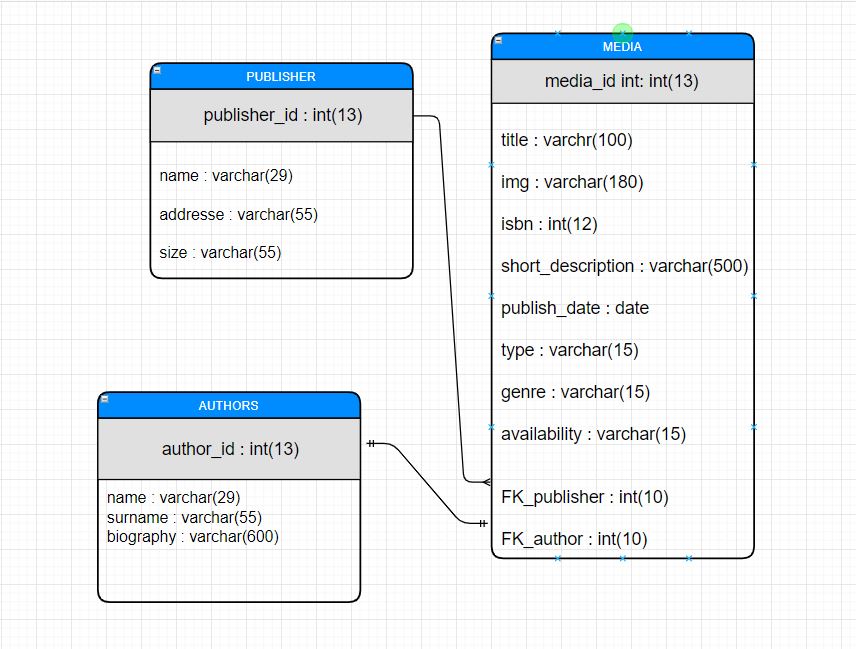 PUBLISHER
publisher_id : int(13)
name : varchar(29)
addresse : varchar(55)
size : varchar(55)
MEDIA
media_id int: int(13)
title : varchr(100)
img : varchar(180)
isbn : int(12)
short_description : varchar(500)
publish_date : date
type : varchar(15)
genre : varchar(15)
availability : varchar(15)
FK_publisher : int(10)
FK_author : int(10)
AUTHORS
author_id : int(13)
name : varchar(29)
surname : varchar(55)
biography : varchar(600)